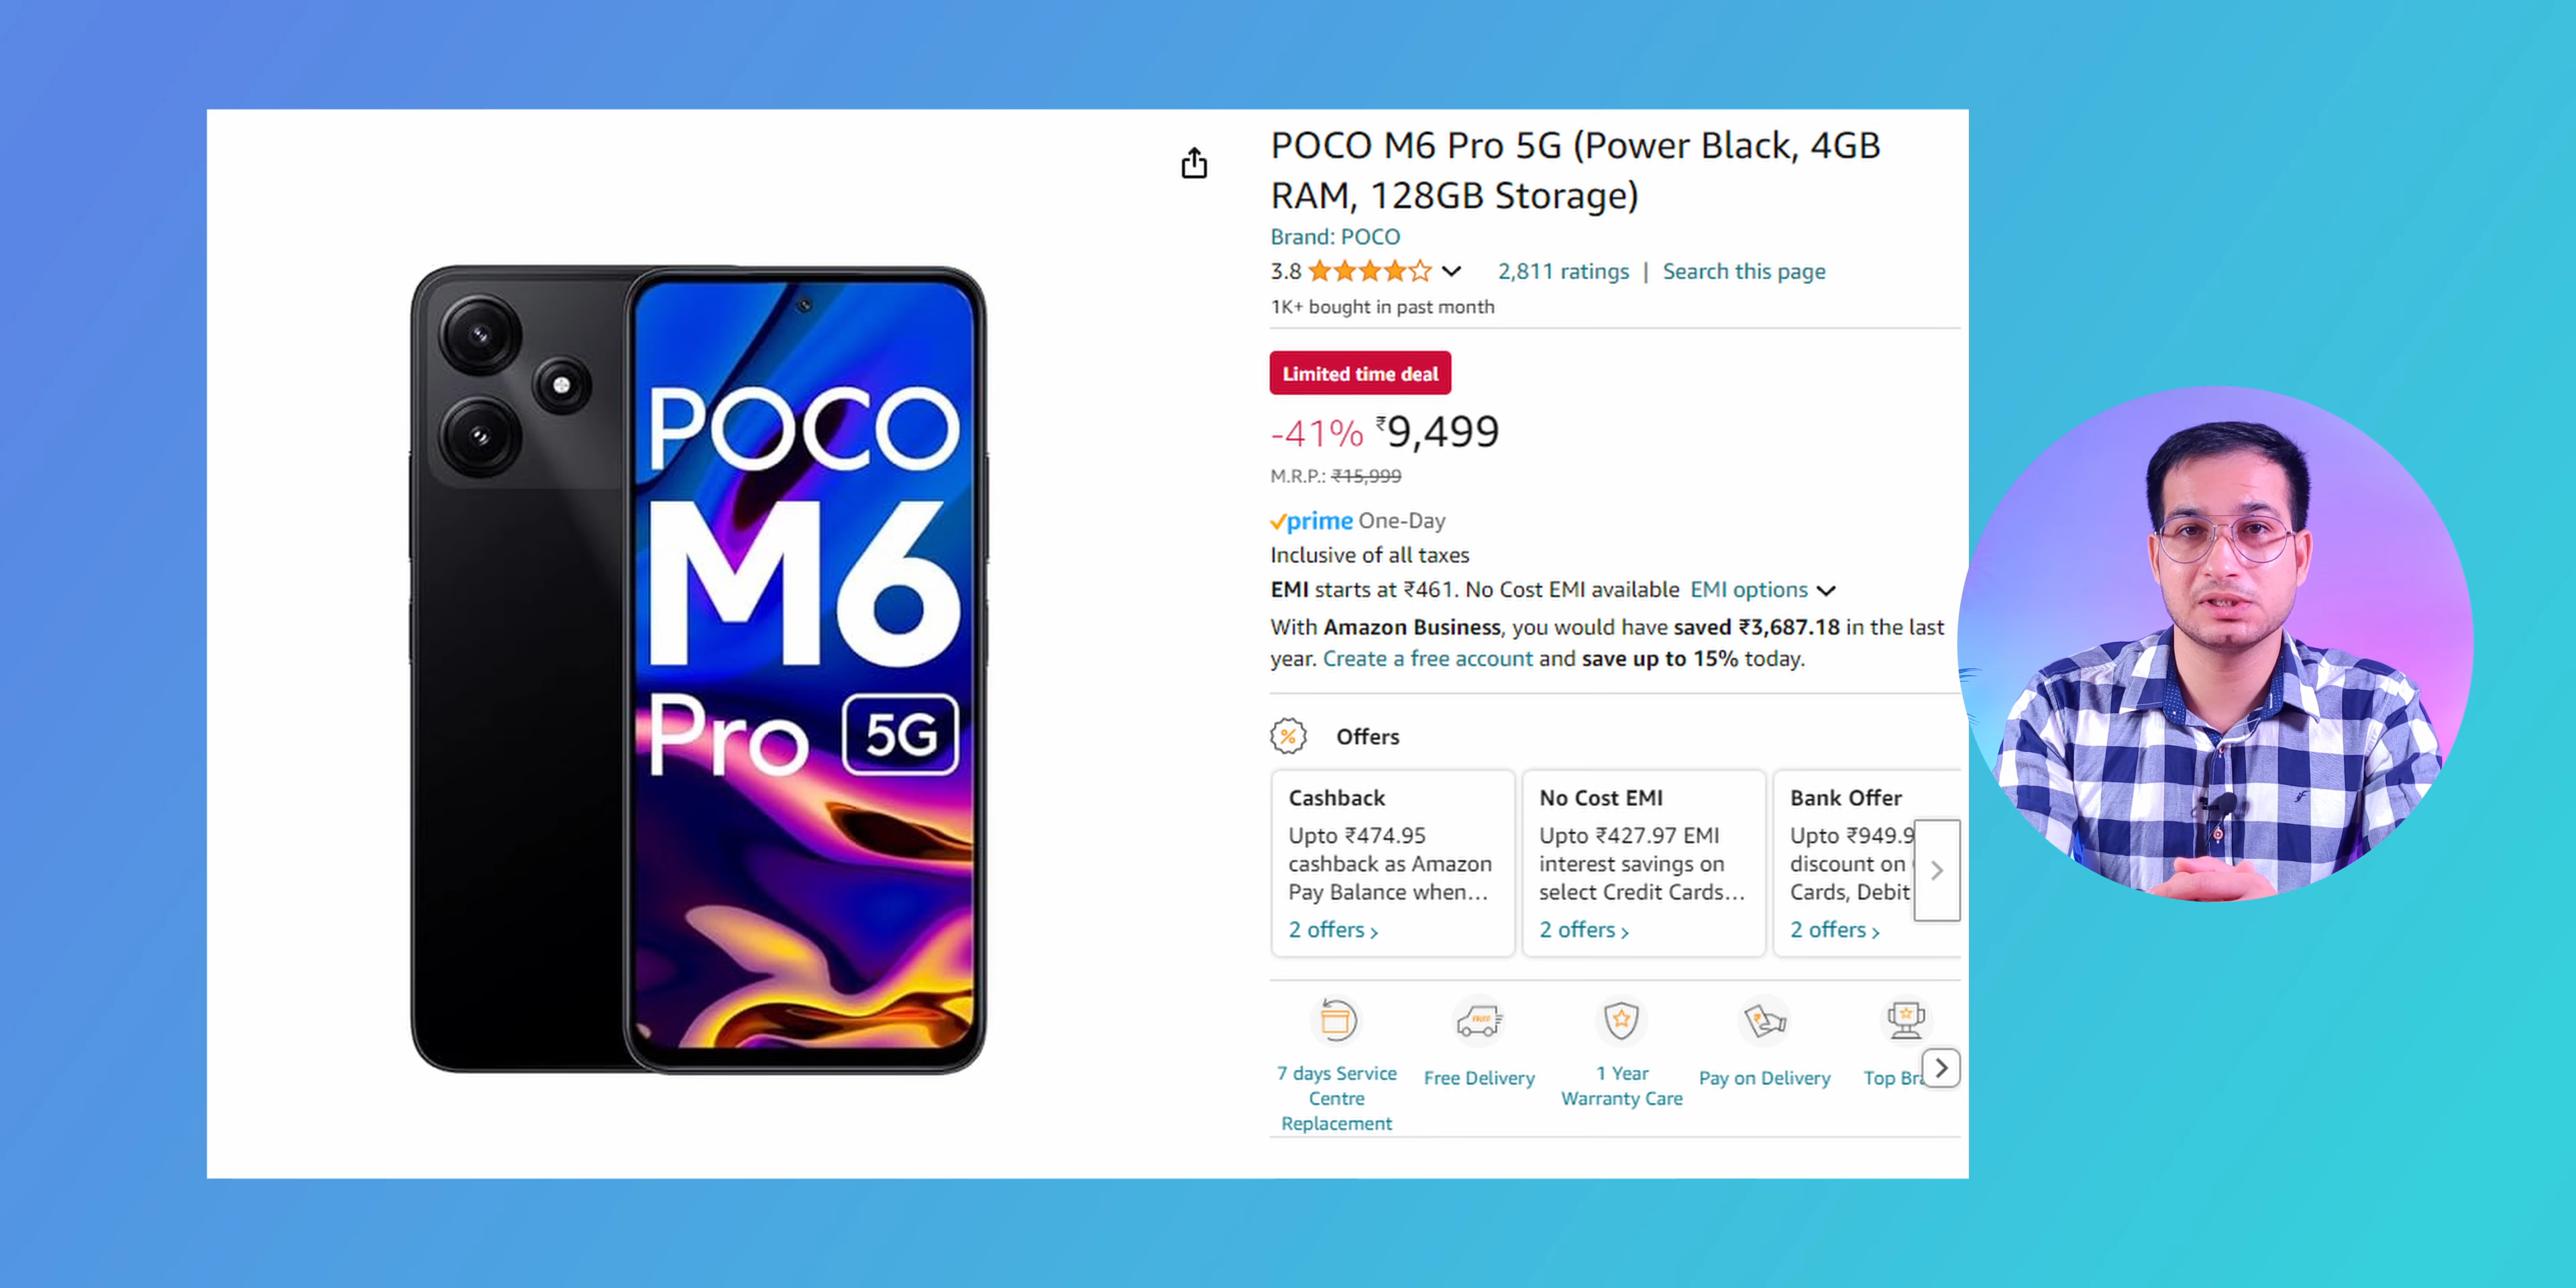 POCO
M6
Pro 5G
POCO M6 Pro 5G (Power Black, 4GB
RAM, 128GB Storage)
Brand: POCO
3.8 2,811 ratings | Search this page
1K+ bought in past month
Limited time deal
-41% ₹9,499
M.R.P.: ₹15,999
prime One-Day
Inclusive of all taxes
EMI starts at ₹461. No Cost EMI available EMI options
With Amazon Business, you would have saved ₹3,687.18 in the last
year. Create a free account and save up to 15% today.
Offers
Cashback
Upto ₹474.95
cashback as Amazon
Pay Balance when...
2 offers ›
No Cost EMI
Upto ₹427.97 EMI
interest savings on
select Credit Cards...
2 offers ›
Bank Offer
Upto ₹949.9
discount on
Cards, Debit
2 offers ›
7 days Service
Centre
Replacement
Free Delivery
1 Year
Warranty Care
Pay on Delivery
Top